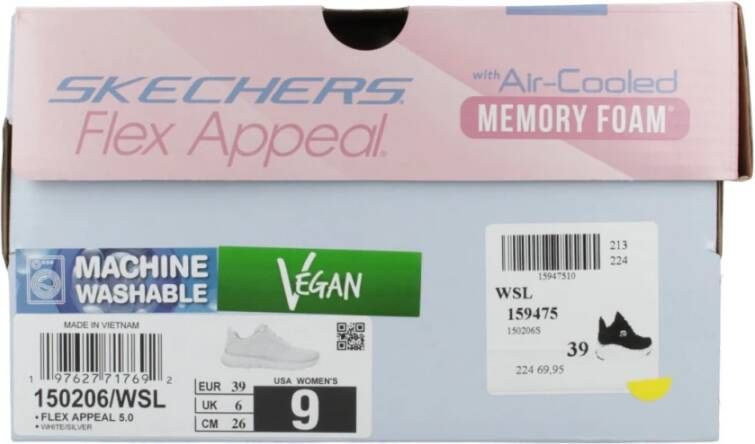 SKECHERS
Flex Appeal®
with Air-Cooled
MEMORY FOAM®
MACHINE
WASHABLE
VEGAN
213
224
15947510
WSL
159475
150206S
39
224 69,95
MADE IN VIETNAM
1 97627 71769 2
150206/WSL
• FLEX APPEAL 5.0
• WHITE/SILVER
EUR 39
UK 6
CM 26
USA WOMEN'S
9